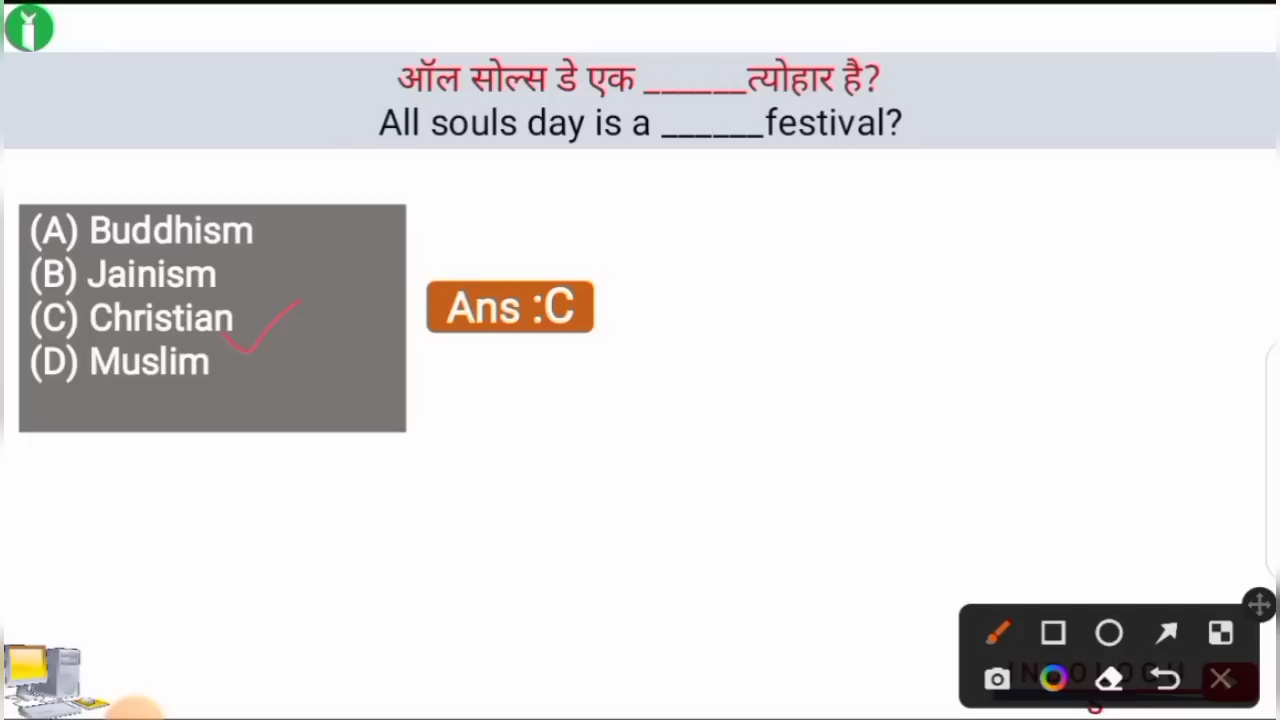 ऑल सोल्स डे एक ______त्योहार है?
All souls day is a ______festival?
(A) Buddhism
(B) Jainism
(C) Christian
(D) Muslim
Ans :C